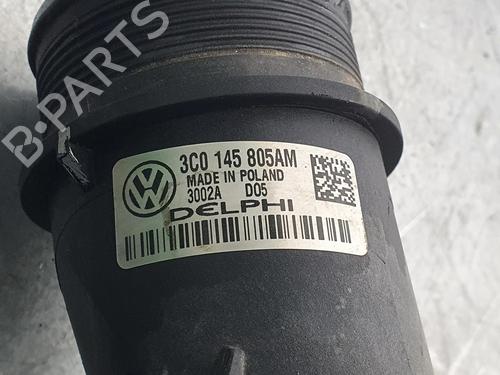 B-PARTS
3C0 145 805AM
MADE IN POLAND
3002A D05
DELPHI